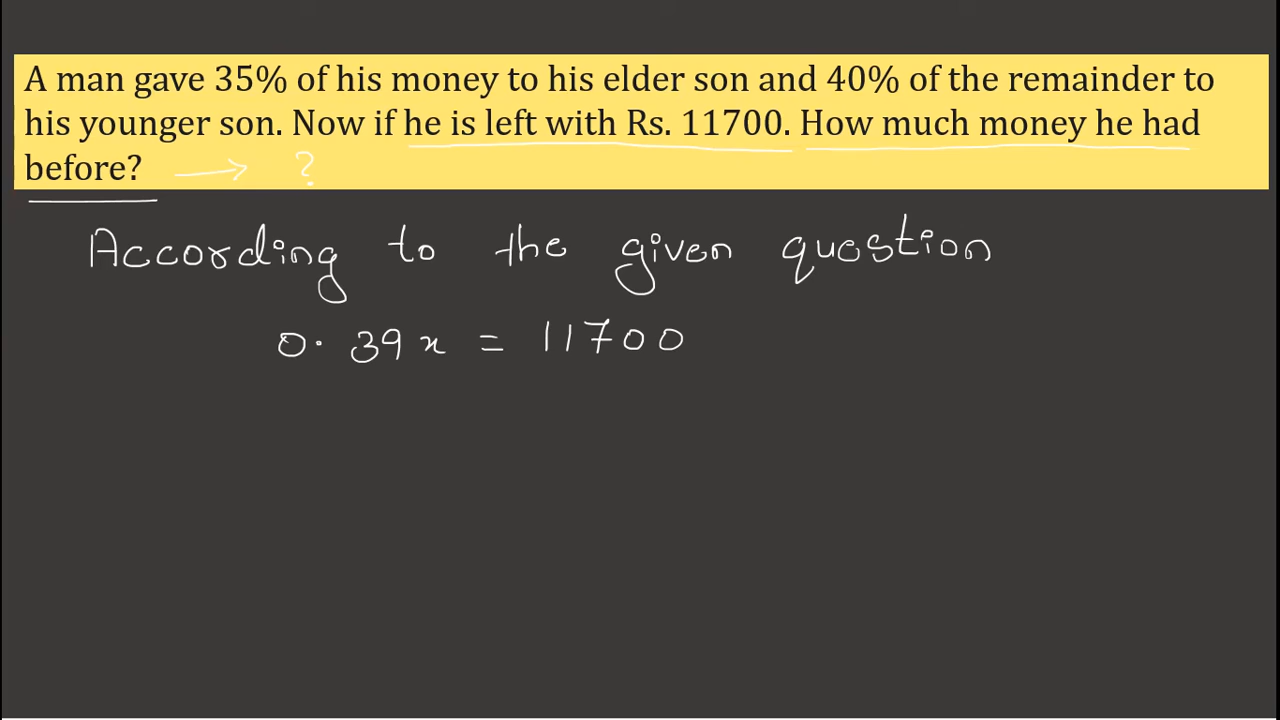 A man gave 35% of his money to his elder son and 40% of the remainder to
his younger son. Now if he is left with Rs. 11700. How much money he had
before? → ?
According to the given question
0.39x = 11700